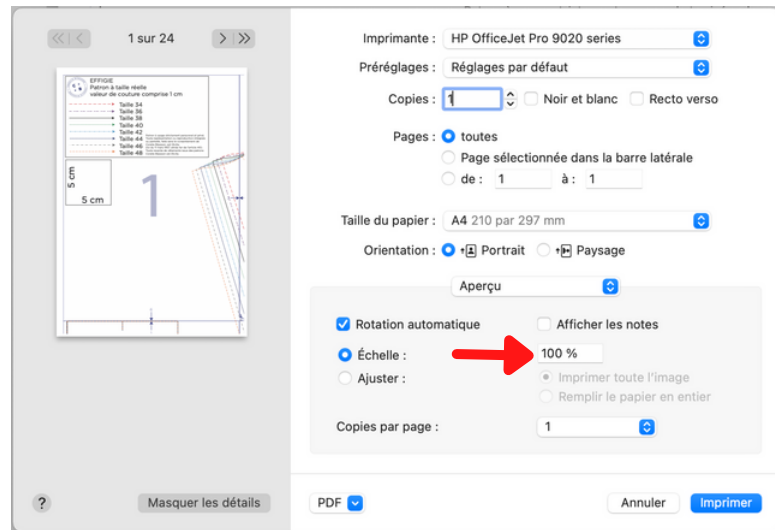 1 sur 24
EFFIGIE
Patron à taille réelle
valeur de couture comprise 1 cm
Taille 34
Taille 36
Taille 38
Taille 40
Taille 42
Taille 44
Taille 46
Taille 48
5 cm
5 cm
1
Imprimante : HP OfficeJet Pro 9020 series
Préréglages : Réglages par défaut
Copies : 1 Noir et blanc Recto verso
Pages : toutes
Page sélectionnée dans la barre latérale
de : 1 à : 1
Taille du papier : A4 210 par 297 mm
Orientation : Portrait Paysage
Aperçu
Rotation automatique Afficher les notes
Échelle : 100 %
Ajuster : Imprimer toute l'image
Remplir le papier en entier
Copies par page : 1
? Masquer les détails PDF Annuler Imprimer